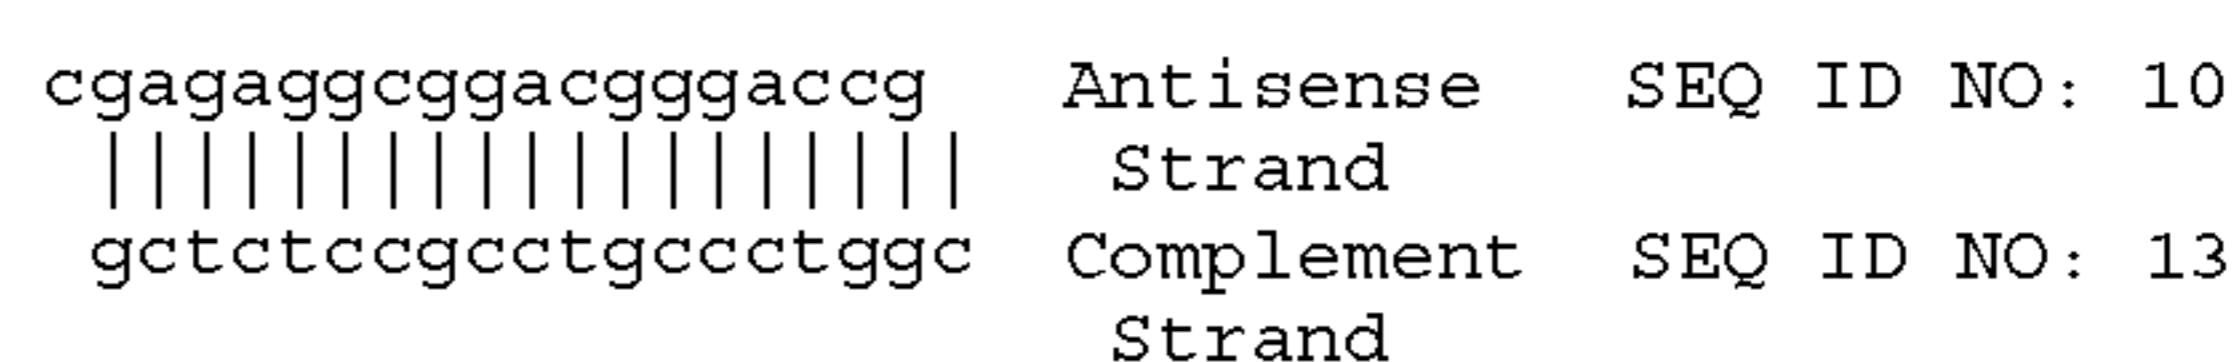 cgagaggcggacgggaccg Antisense SEQ ID NO: 10
||||||||||||||||||| Strand
gctctccgcctgccctggc Complement SEQ ID NO: 13
Strand